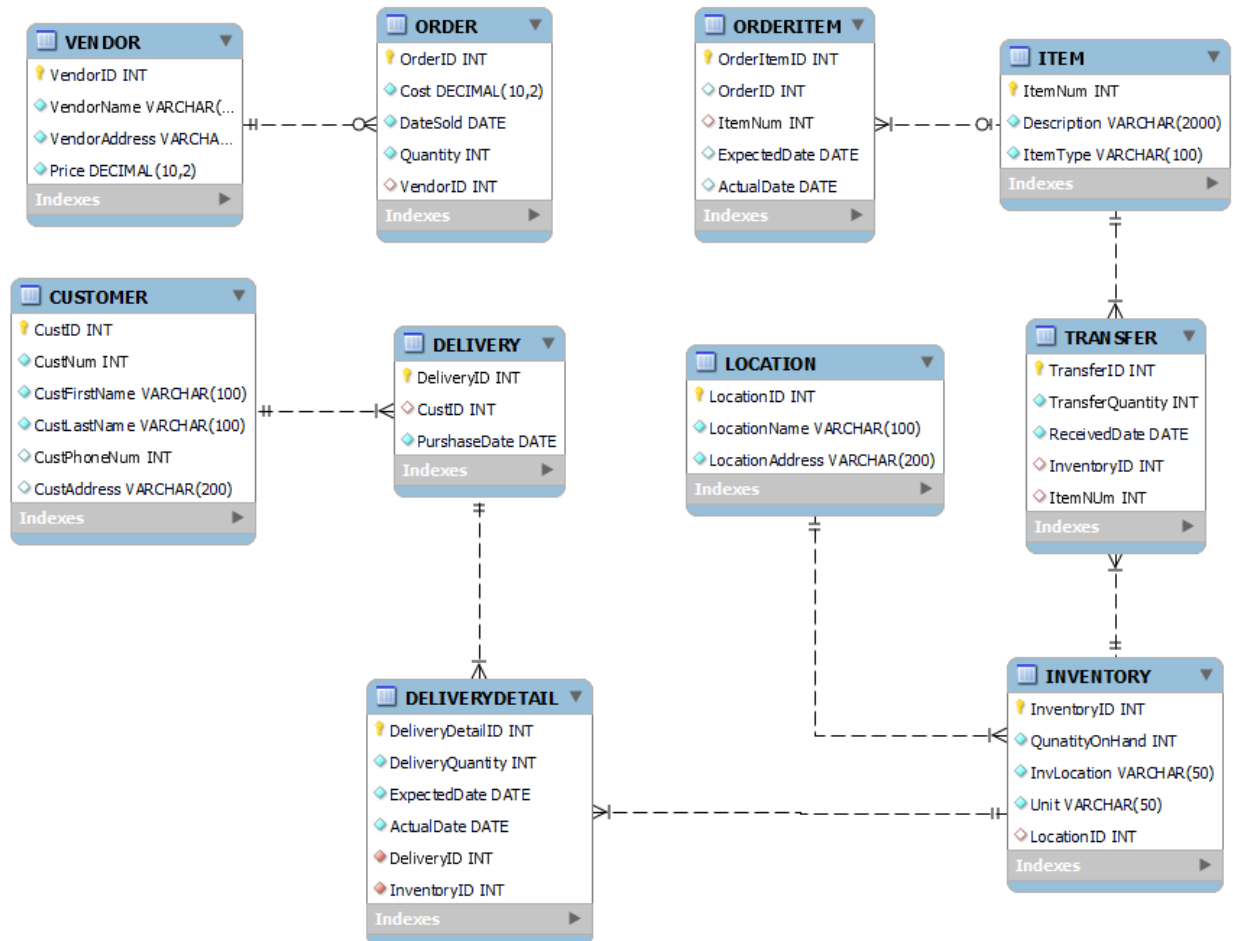 VENDOR
VendorID INT
VendorName VARCHAR(...
VendorAddress VARCHA...
Price DECIMAL(10,2)
Indexes
ORDER
OrderID INT
Cost DECIMAL(10,2)
DateSold DATE
Quantity INT
VendorID INT
Indexes
ORDERITEM
OrderItemID INT
OrderID INT
ItemNum INT
ExpectedDate DATE
ActualDate DATE
Indexes
ITEM
ItemNum INT
Description VARCHAR(2000)
ItemType VARCHAR(100)
Indexes
CUSTOMER
CustID INT
CustNum INT
CustFirstName VARCHAR(100)
CustLastName VARCHAR(100)
CustPhoneNum INT
CustAddress VARCHAR(200)
Indexes
DELIVERY
DeliveryID INT
CustID INT
PurshaseDate DATE
Indexes
LOCATION
LocationID INT
LocationName VARCHAR(100)
LocationAddress VARCHAR(200)
Indexes
TRANSFER
TransferID INT
TransferQuantity INT
ReceivedDate DATE
InventoryID INT
ItemNUm INT
Indexes
DELIVERYDETAIL
DeliveryDetailID INT
DeliveryQuantity INT
ExpectedDate DATE
ActualDate DATE
DeliveryID INT
InventoryID INT
Indexes
INVENTORY
InventoryID INT
QunatityOnHand INT
InvLocation VARCHAR(50)
Unit VARCHAR(50)
LocationID INT
Indexes